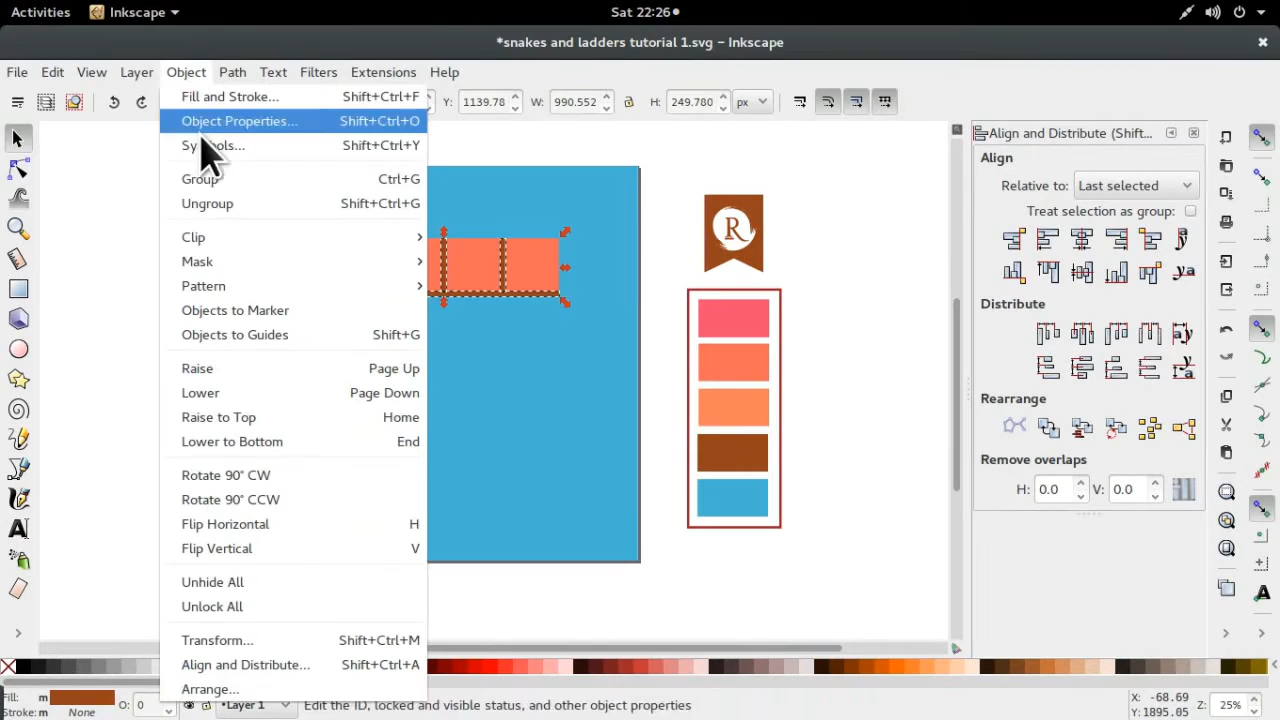 Activities Inkscape Sat 22:26
*snakes and ladders tutorial 1.svg – Inkscape
File Edit View Layer Object Path Text Filters Extensions Help
Y: 1139.78 W: 990.552 H: 249.780 px
Fill and Stroke... Shift+Ctrl+F
Object Properties... Shift+Ctrl+O
Symbols... Shift+Ctrl+Y
Group Ctrl+G
Ungroup Shift+Ctrl+G
Clip
Mask
Pattern
Objects to Marker
Objects to Guides Shift+G
Raise Page Up
Lower Page Down
Raise to Top Home
Lower to Bottom End
Rotate 90° CW
Rotate 90° CCW
Flip Horizontal H
Flip Vertical V
Unhide All
Unlock All
Transform... Shift+Ctrl+M
Align and Distribute... Shift+Ctrl+A
Arrange...
R
Align and Distribute (Shift...
Align
Relative to: Last selected
Treat selection as group:
Distribute
Rearrange
Remove overlaps
H: 0.0 V: 0.0
Fill: m
Stroke: m None
O: 0
•Layer 1
Edit the ID, locked and visible status, and other object properties
X: -68.69
Y: 1895.05
Z: 25%